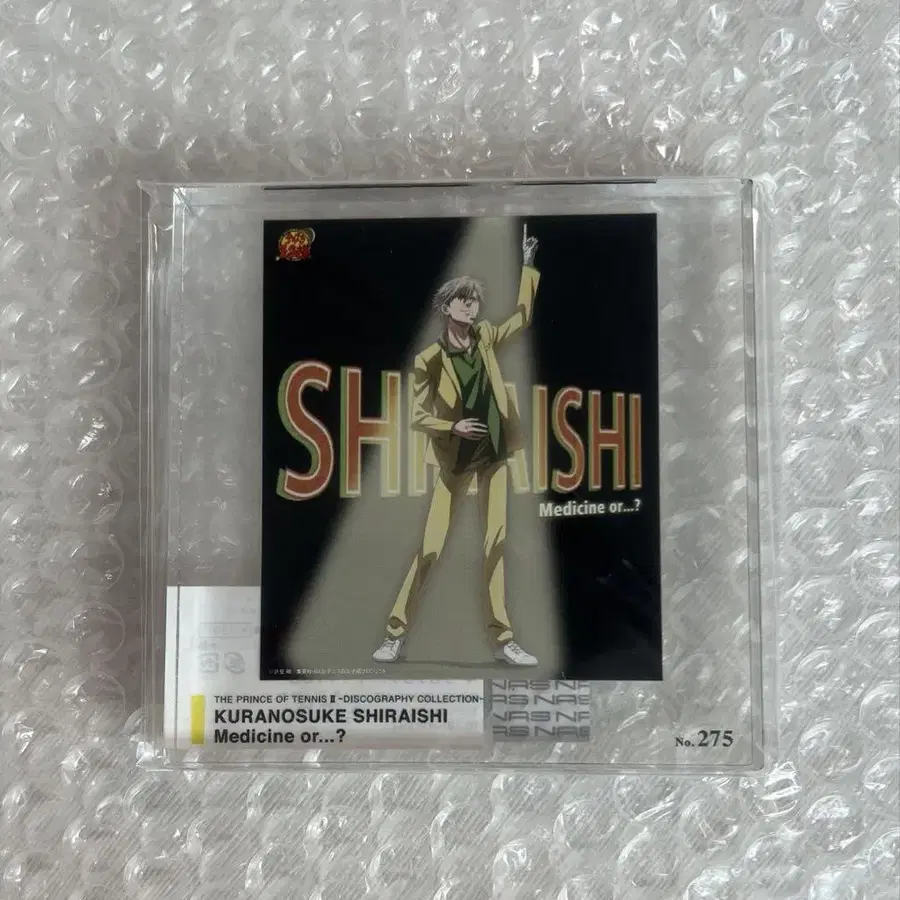 SHIRAISHI
Medicine or...?
THE PRINCE OF TENNIS II -DISCOGRAPHY COLLECTION-
KURANOSUKE SHIRAISHI
Medicine or...?
No.275